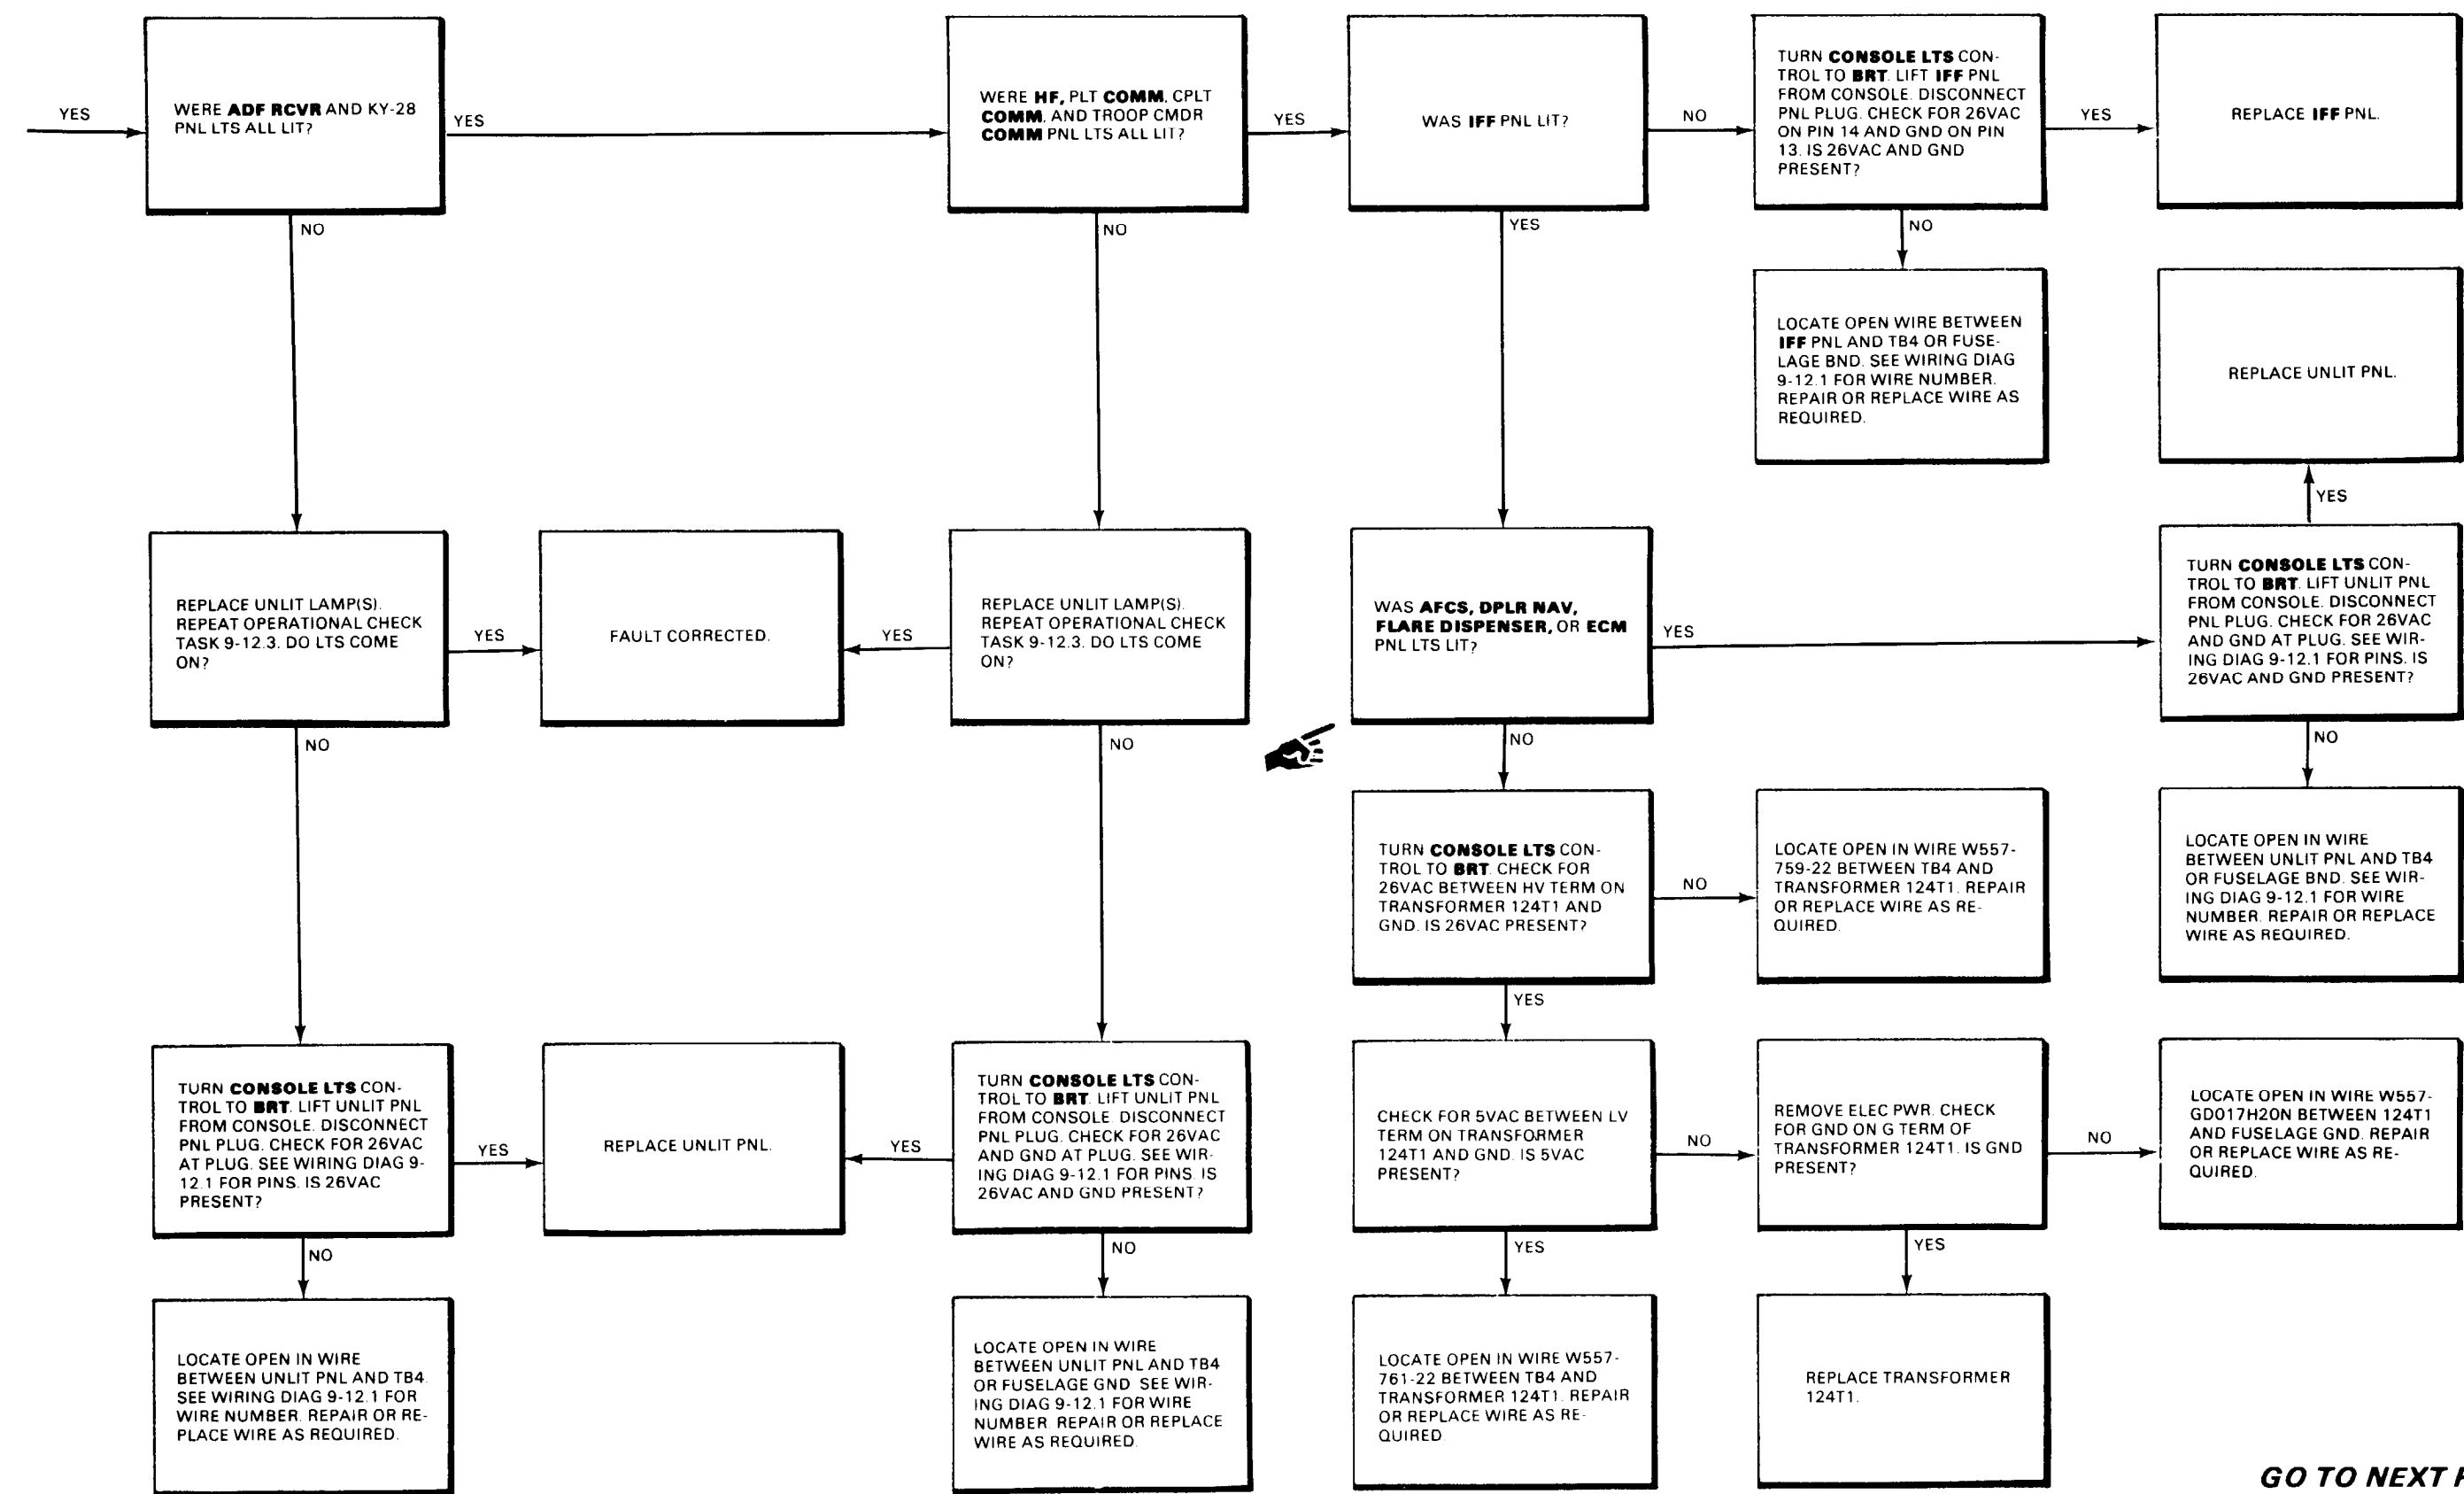 YES
WERE ADF RCVR AND KY-28
PNL LTS ALL LIT?
YES
NO
WERE HF, PLT COMM, CPLT
COMM, AND TROOP CMDR
COMM PNL LTS ALL LIT?
YES
NO
WAS IFF PNL LIT?
NO
YES
TURN CONSOLE LTS CON-
TROL TO BRT. LIFT IFF PNL
FROM CONSOLE. DISCONNECT
PNL PLUG. CHECK FOR 26VAC
ON PIN 14 AND GND ON PIN
13. IS 26VAC AND GND
PRESENT?
YES
NO
REPLACE IFF PNL.
LOCATE OPEN WIRE BETWEEN
IFF PNL AND TB4 OR FUSE-
LAGE BND. SEE WIRING DIAG
9-12.1 FOR WIRE NUMBER.
REPAIR OR REPLACE WIRE AS
REQUIRED.
REPLACE UNLIT PNL.
YES
REPLACE UNLIT LAMP(S).
REPEAT OPERATIONAL CHECK
TASK 9-12.3. DO LTS COME
ON?
YES
NO
FAULT CORRECTED.
YES
REPLACE UNLIT LAMP(S).
REPEAT OPERATIONAL CHECK
TASK 9-12.3. DO LTS COME
ON?
NO
WAS AFCS, DPLR NAV,
FLARE DISPENSER, OR ECM
PNL LTS LIT?
YES
NO
TURN CONSOLE LTS CON-
TROL TO BRT. LIFT UNLIT PNL
FROM CONSOLE. DISCONNECT
PNL PLUG. CHECK FOR 26VAC
AND GND AT PLUG. SEE WIR-
ING DIAG 9-12.1 FOR PINS. IS
26VAC AND GND PRESENT?
NO
TURN CONSOLE LTS CON-
TROL TO BRT. CHECK FOR
26VAC BETWEEN HV TERM ON
TRANSFORMER 124T1 AND
GND. IS 26VAC PRESENT?
NO
YES
LOCATE OPEN IN WIRE W557-
759-22 BETWEEN TB4 AND
TRANSFORMER 124T1. REPAIR
OR REPLACE WIRE AS RE-
QUIRED.
LOCATE OPEN IN WIRE
BETWEEN UNLIT PNL AND TB4
OR FUSELAGE BND. SEE WIR-
ING DIAG 9-12.1 FOR WIRE
NUMBER. REPAIR OR REPLACE
WIRE AS REQUIRED.
TURN CONSOLE LTS CON-
TROL TO BRT. LIFT UNLIT PNL
FROM CONSOLE. DISCONNECT
PNL PLUG. CHECK FOR 26VAC
AT PLUG. SEE WIRING DIAG 9-
12.1 FOR PINS. IS 26VAC
PRESENT?
YES
NO
REPLACE UNLIT PNL.
YES
TURN CONSOLE LTS CON-
TROL TO BRT. LIFT UNLIT PNL
FROM CONSOLE. DISCONNECT
PNL PLUG. CHECK FOR 26VAC
AND GND AT PLUG. SEE WIR-
ING DIAG 9-12.1 FOR PINS. IS
26VAC AND GND PRESENT?
NO
CHECK FOR 5VAC BETWEEN LV
TERM ON TRANSFORMER
124T1 AND GND. IS 5VAC
PRESENT?
NO
YES
REMOVE ELEC PWR. CHECK
FOR GND ON G TERM OF
TRANSFORMER 124T1. IS GND
PRESENT?
NO
YES
LOCATE OPEN IN WIRE W557-
GD017H20N BETWEEN 124T1
AND FUSELAGE GND. REPAIR
OR REPLACE WIRE AS RE-
QUIRED.
LOCATE OPEN IN WIRE
BETWEEN UNLIT PNL AND TB4.
SEE WIRING DIAG 9-12.1 FOR
WIRE NUMBER. REPAIR OR RE-
PLACE WIRE AS REQUIRED.
LOCATE OPEN IN WIRE
BETWEEN UNLIT PNL AND TB4
OR FUSELAGE GND SEE WIR-
ING DIAG 9-12.1 FOR WIRE
NUMBER REPAIR OR REPLACE
WIRE AS REQUIRED.
LOCATE OPEN IN WIRE W557-
761-22 BETWEEN TB4 AND
TRANSFORMER 124T1. REPAIR
OR REPLACE WIRE AS RE-
QUIRED
REPLACE TRANSFORMER
124T1.
GO TO NEXT